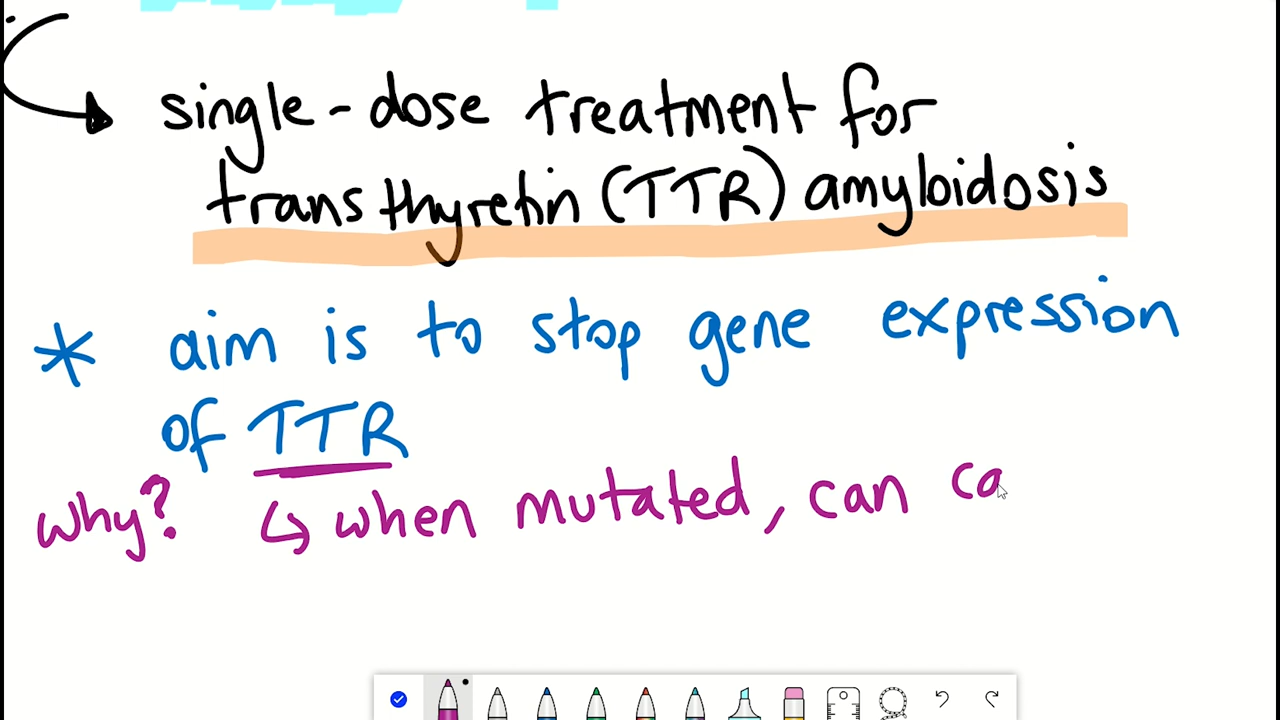 single-dose treatment for
transthyretin (TTR) amyloidosis
* aim is to stop gene expression
of TTR
why? ↳ when mutated, can ca